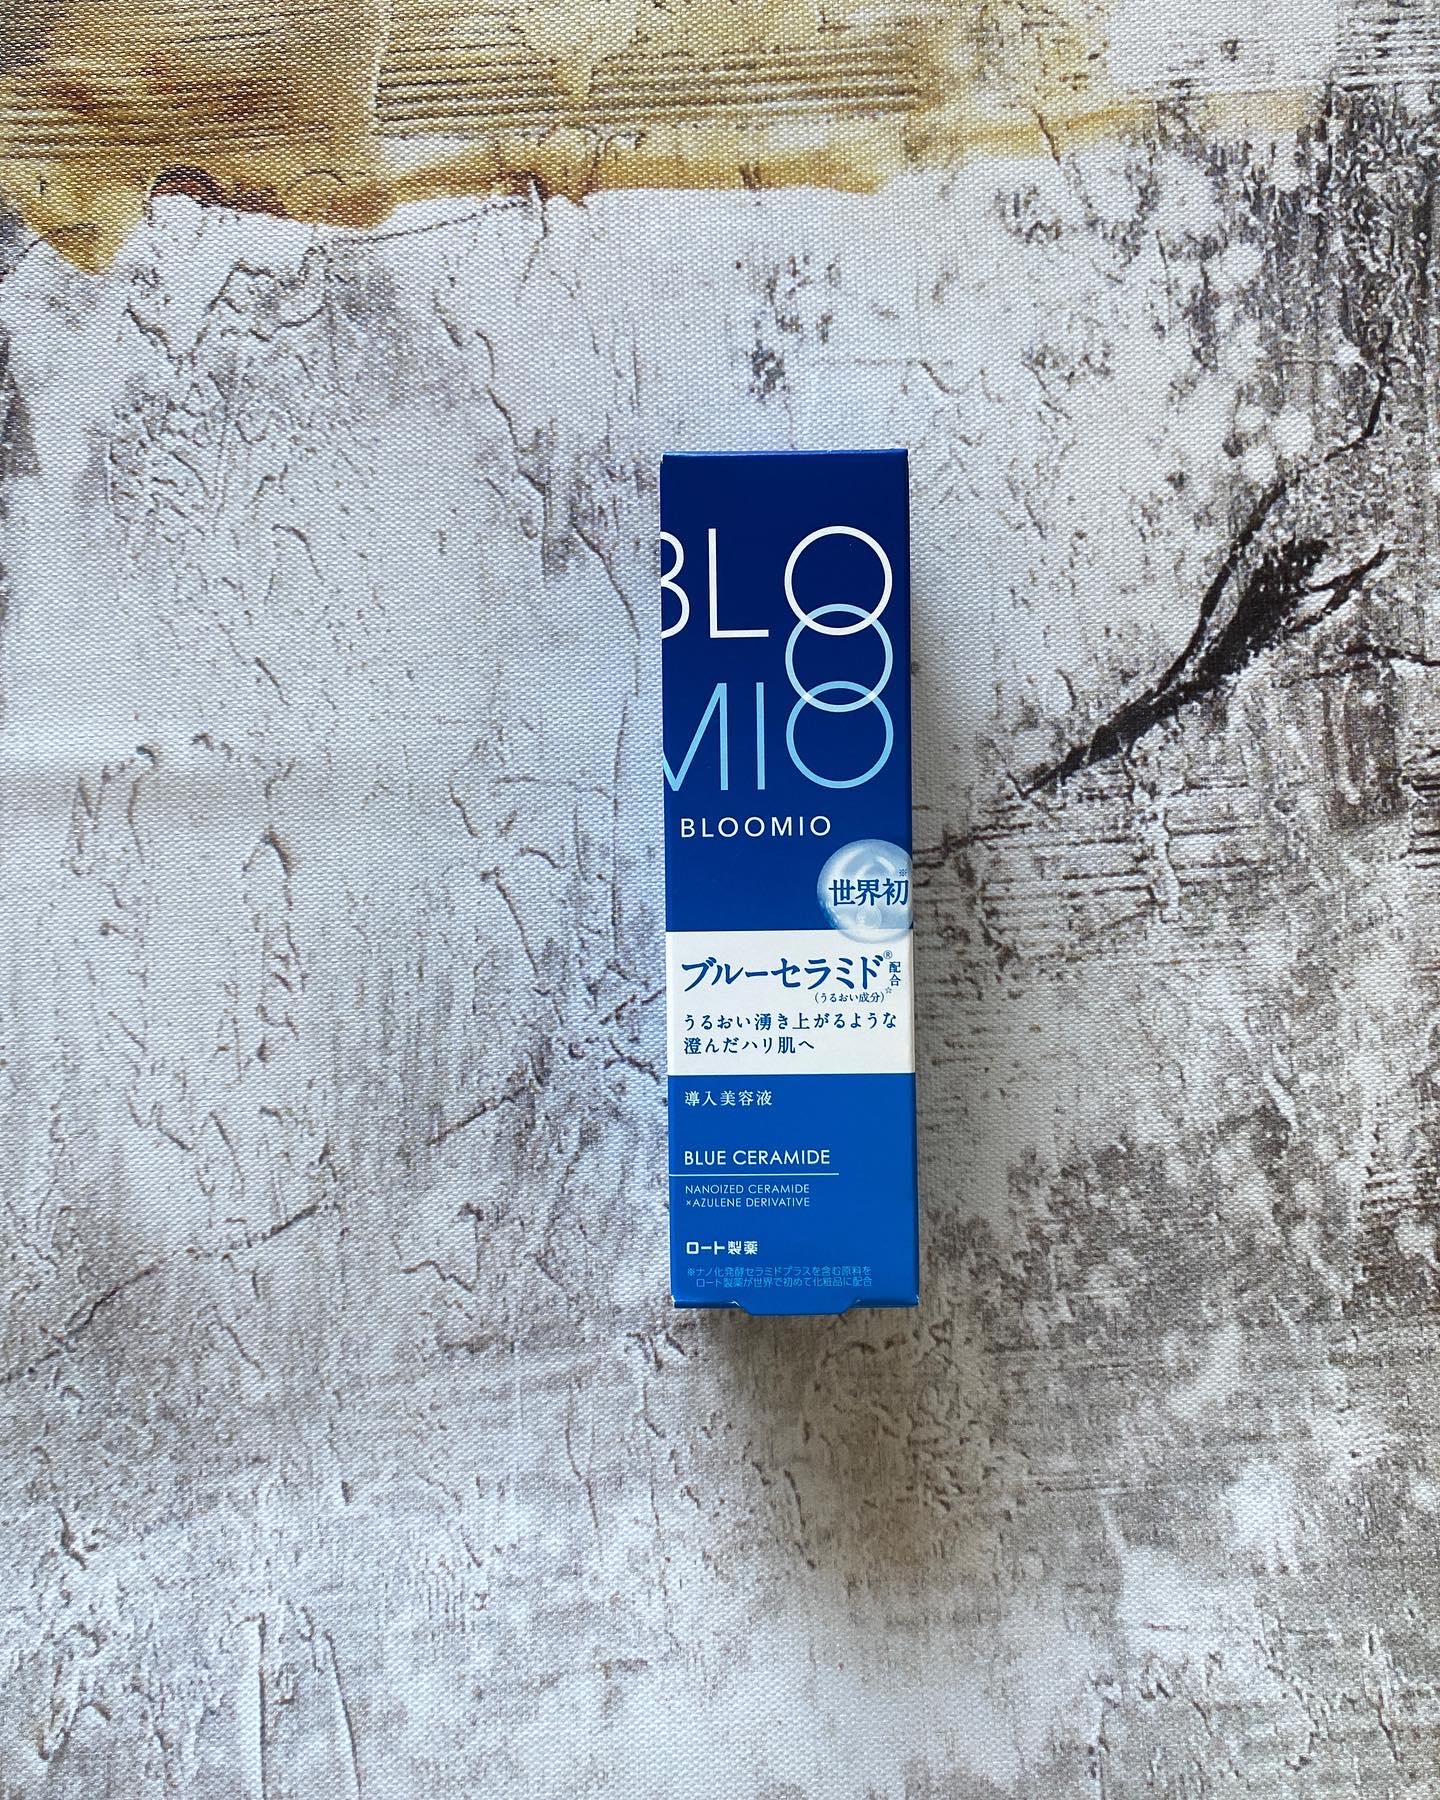 BLO
O
MIO
BLOOMIO
※
世界初
ブルーセラミド® 配合
(うるおい成分)☆
うるおい湧き上がるような
澄んだハリ肌へ
導入美容液
BLUE CERAMIDE
NANOIZED CERAMIDE
×AZULENE DERIVATIVE
ロート製薬
※ナノ化発酵セラミドプラスを含む原料を
ロート製薬が世界で初めて化粧品に配合